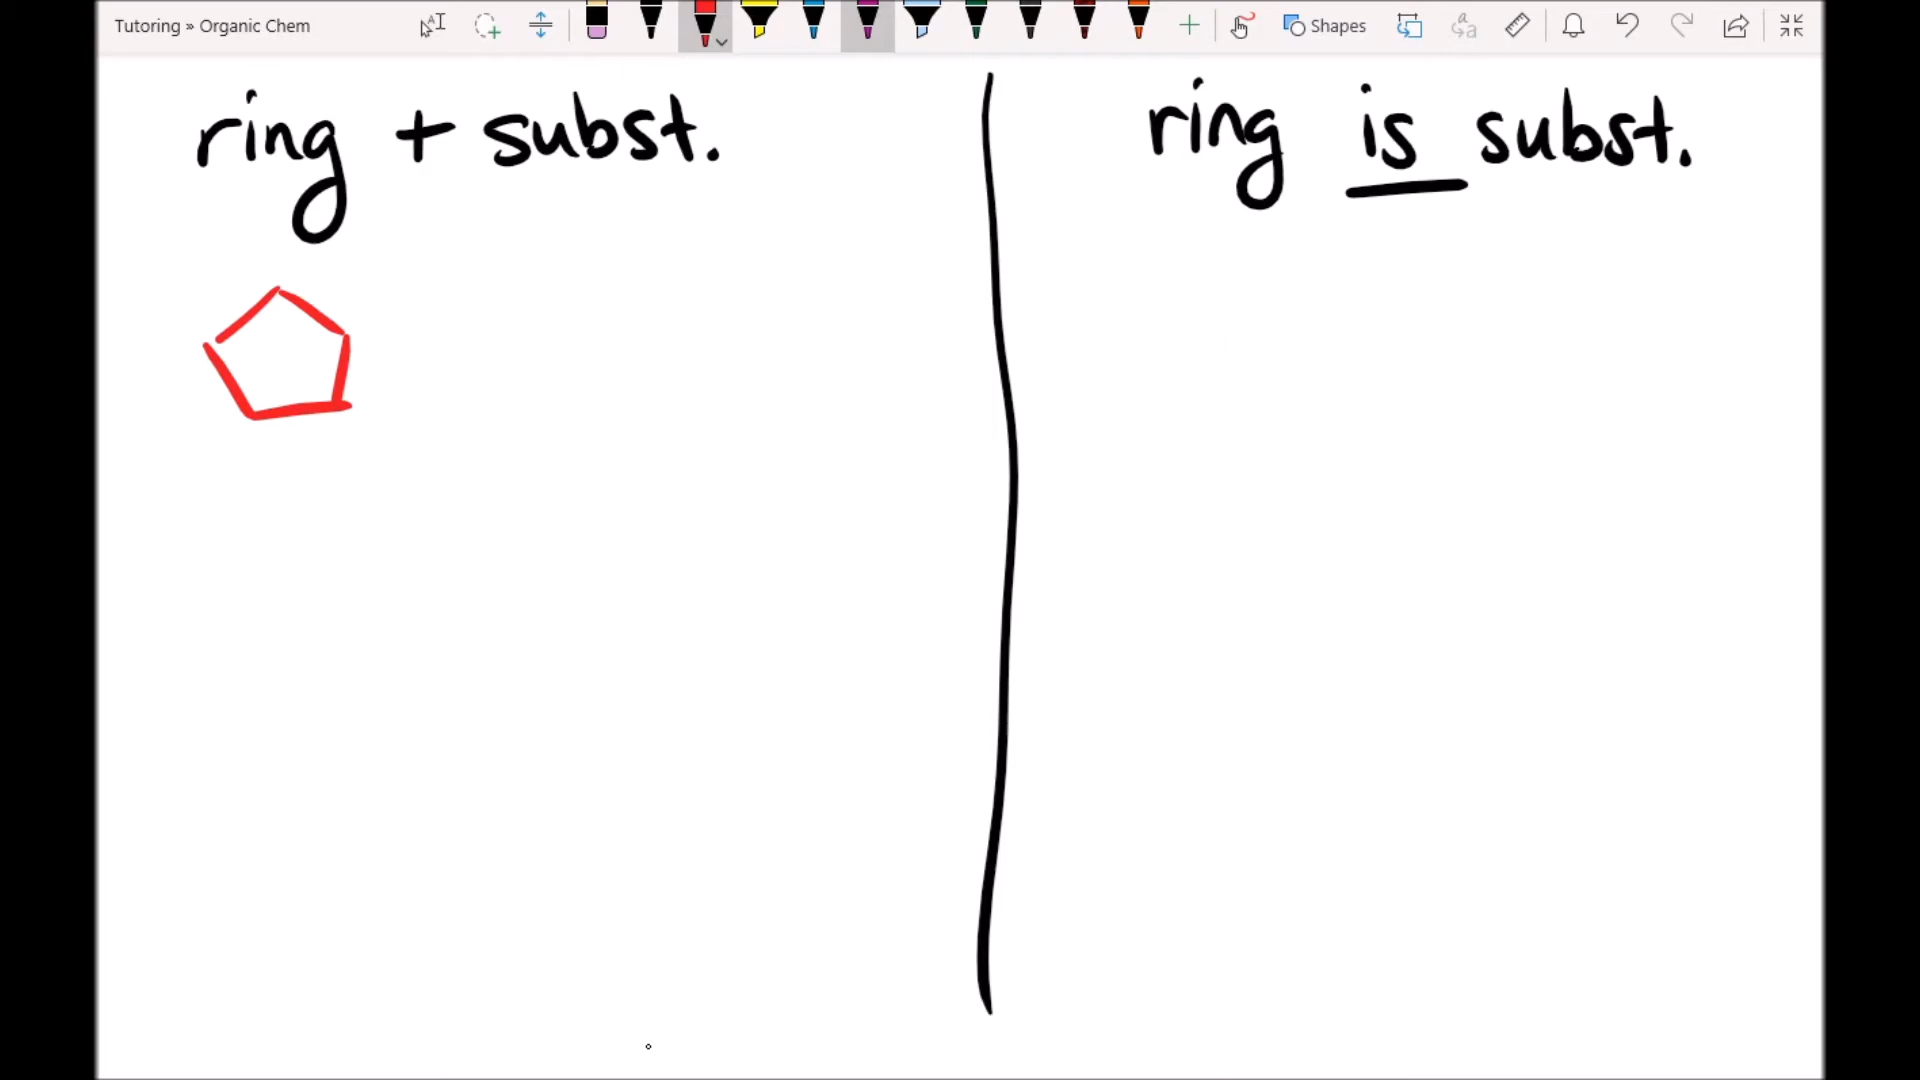 Tutoring » Organic Chem
Shapes
ring + subst.
ring is subst.